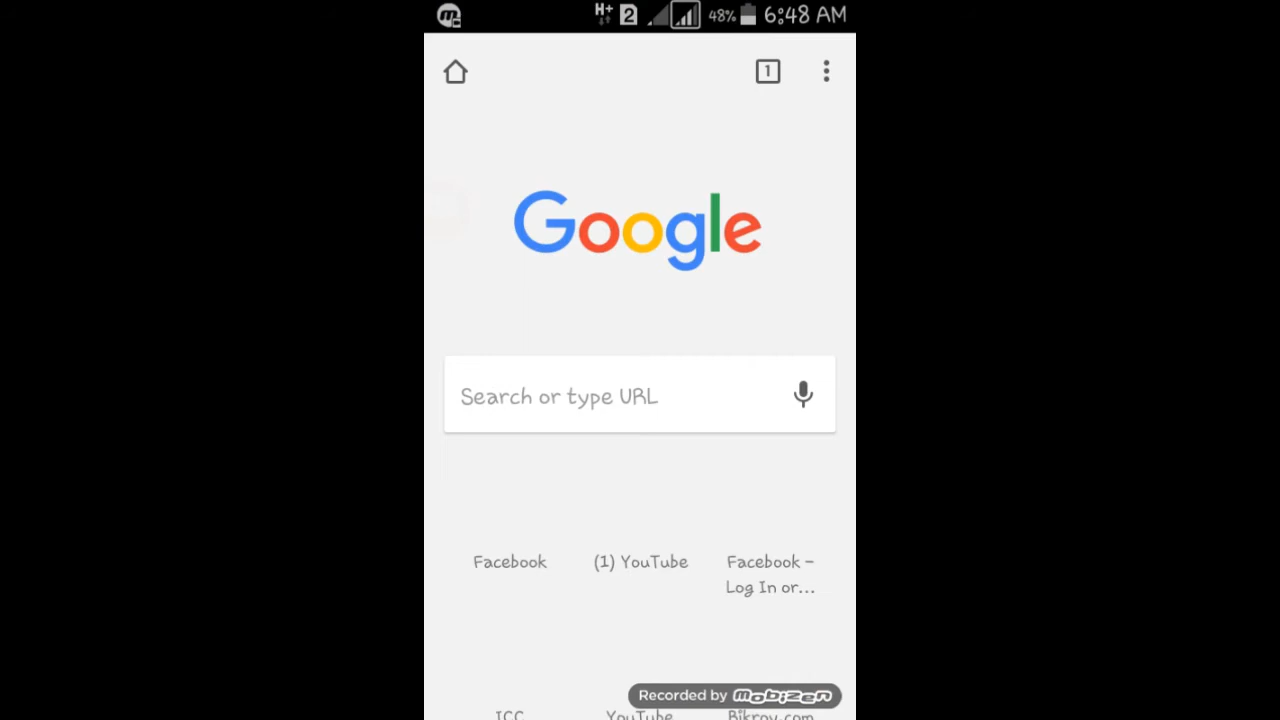 H+ 2 48% 6:48 AM
1
Google
Search or type URL
Facebook
(1) YouTube
Facebook -
Log In or...
ICC
YouTube
Bikroy.com
Recorded by mobizen